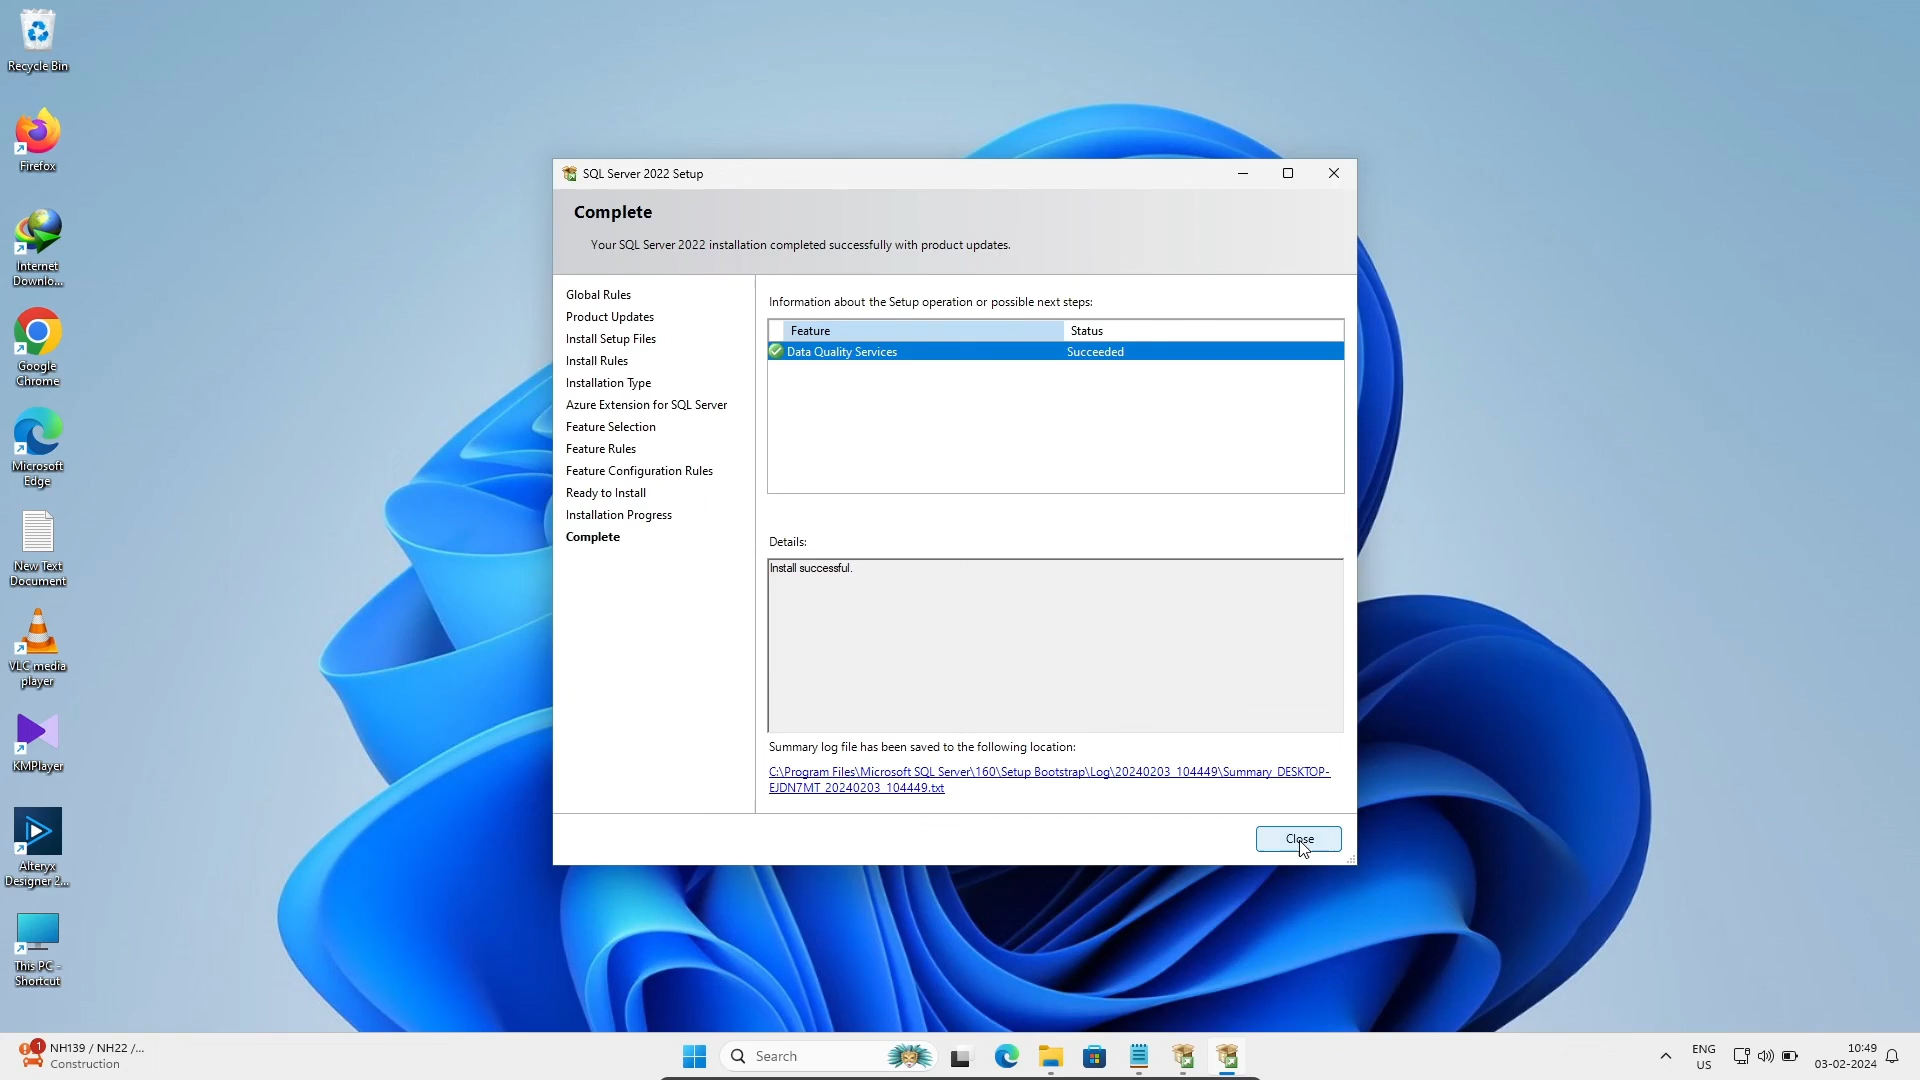 Recycle Bin
Firefox
Internet
Downlo...
Google
Chrome
Microsoft
Edge
New Text
Document
VLC media
player
KMPlayer
Alteryx
Designer 2...
This PC -
Shortcut
SQL Server 2022 Setup
Complete
Your SQL Server 2022 installation completed successfully with product updates.
Global Rules
Product Updates
Install Setup Files
Install Rules
Installation Type
Azure Extension for SQL Server
Feature Selection
Feature Rules
Feature Configuration Rules
Ready to Install
Installation Progress
Complete
Information about the Setup operation or possible next steps:
Feature Status
Data Quality Services Succeeded
Details:
Install successful.
Summary log file has been saved to the following location:
C:\Program Files\Microsoft SQL Server\160\Setup Bootstrap\Log\20240203_104449\Summary_DESKTOP-
EJDN7MT_20240203_104449.txt
Close
1
NH139 / NH22 /...
Construction
Search
ENG
US
10:49
03-02-2024